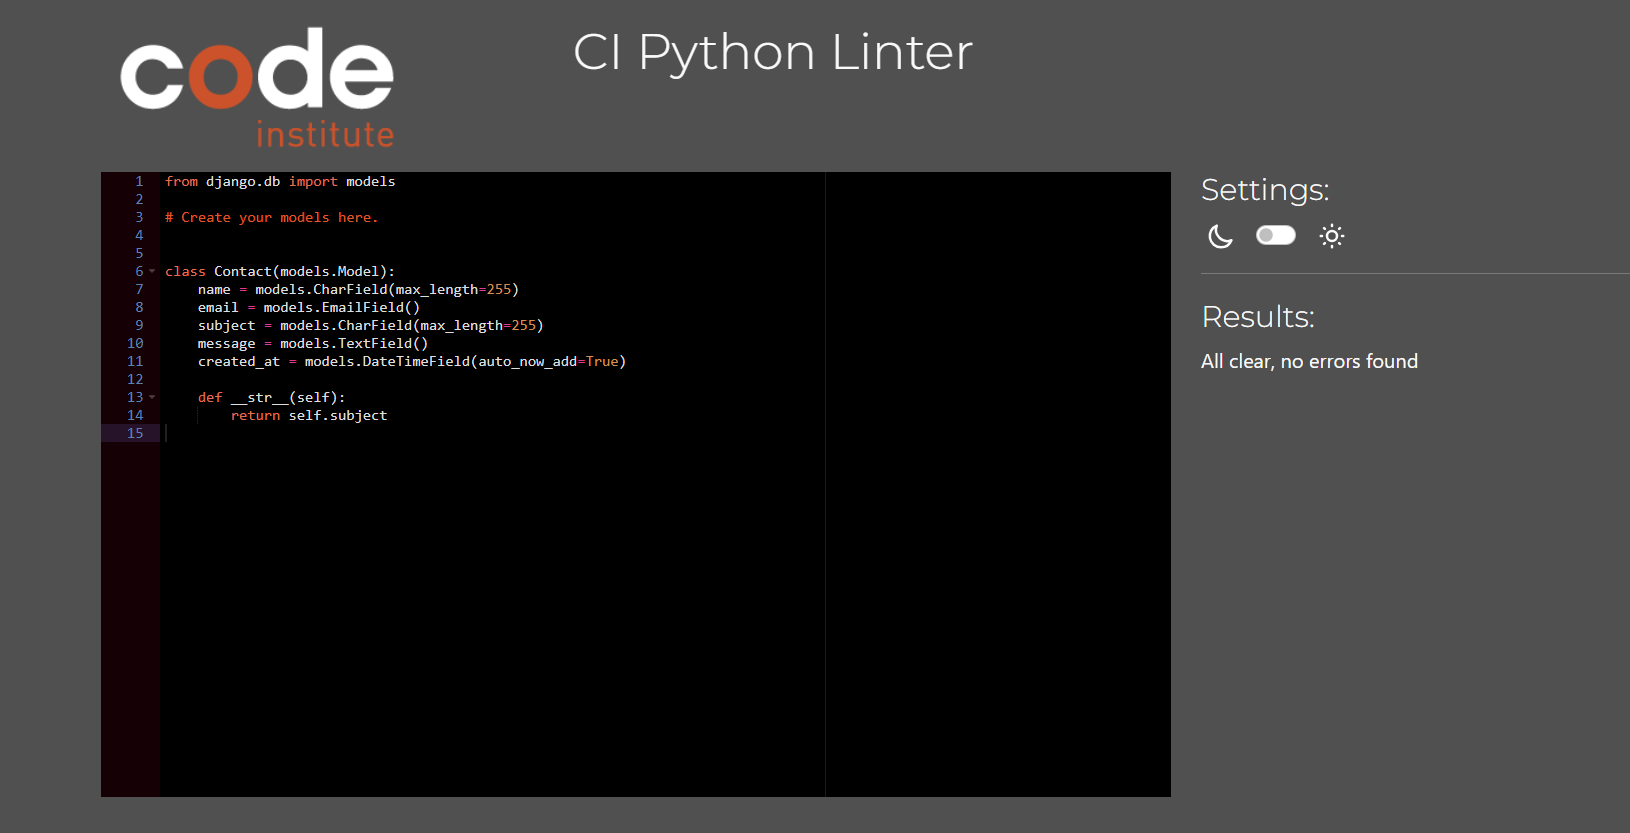 code
institute
CI Python Linter
1 from django.db import models
2
3 # Create your models here.
4
5
6 class Contact(models.Model):
7     name = models.CharField(max_length=255)
8     email = models.EmailField()
9     subject = models.CharField(max_length=255)
10     message = models.TextField()
11     created_at = models.DateTimeField(auto_now_add=True)
12
13     def __str__(self):
14         return self.subject
15
Settings:
Results:
All clear, no errors found